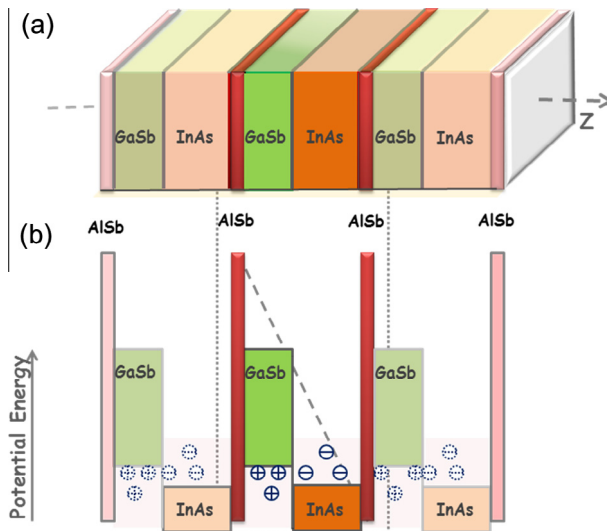 (a)
GaSb InAs GaSb InAs GaSb InAs
Z
AlSb AlSb AlSb AlSb
(b)
GaSb GaSb GaSb
InAs InAs InAs
Potential Energy